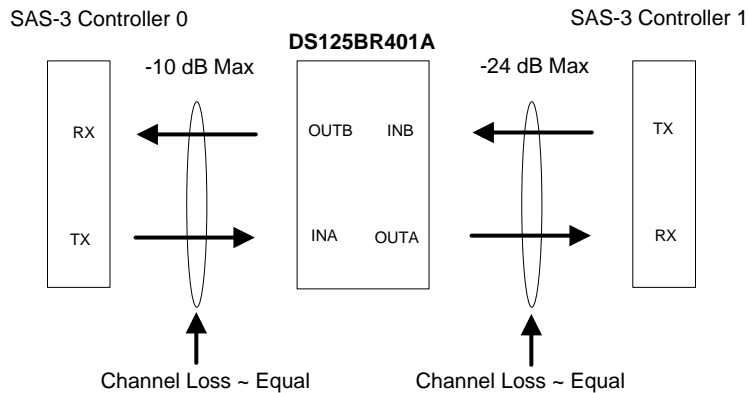 SAS-3 Controller 0
SAS-3 Controller 1
DS125BR401A
-10 dB Max
-24 dB Max
RX
OUTB
INB
TX
TX
INA
OUTA
RX
Channel Loss ~ Equal
Channel Loss ~ Equal